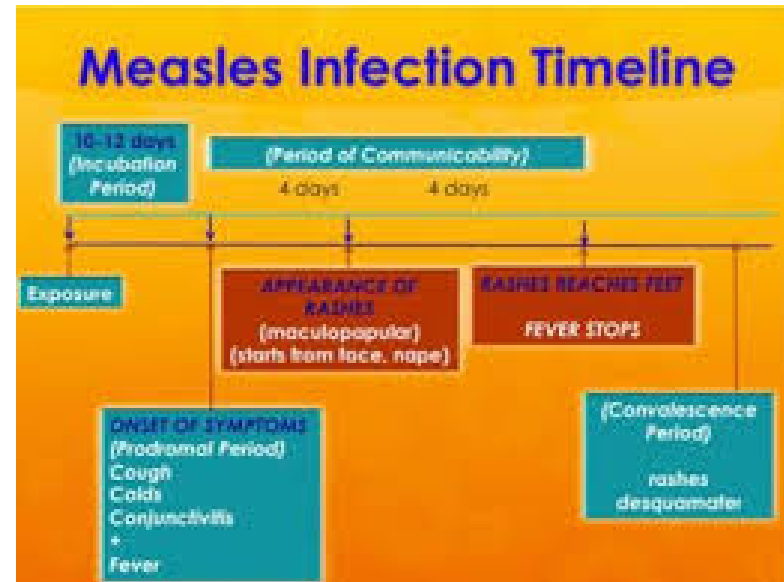 Measles Infection Timeline
10-12 days
(Incubation
Period)
(Period of Communicability)
4 days 4 days
Exposure
APPEARANCE OF
RASHES
(maculopapular)
(starts from face, nape)
RASHES REACHES FEET
FEVER STOPS
ONSET OF SYMPTOMS
(Prodromal Period)
Cough
Colds
Conjunctivitis
+
Fever
(Convalescence
Period)
rashes